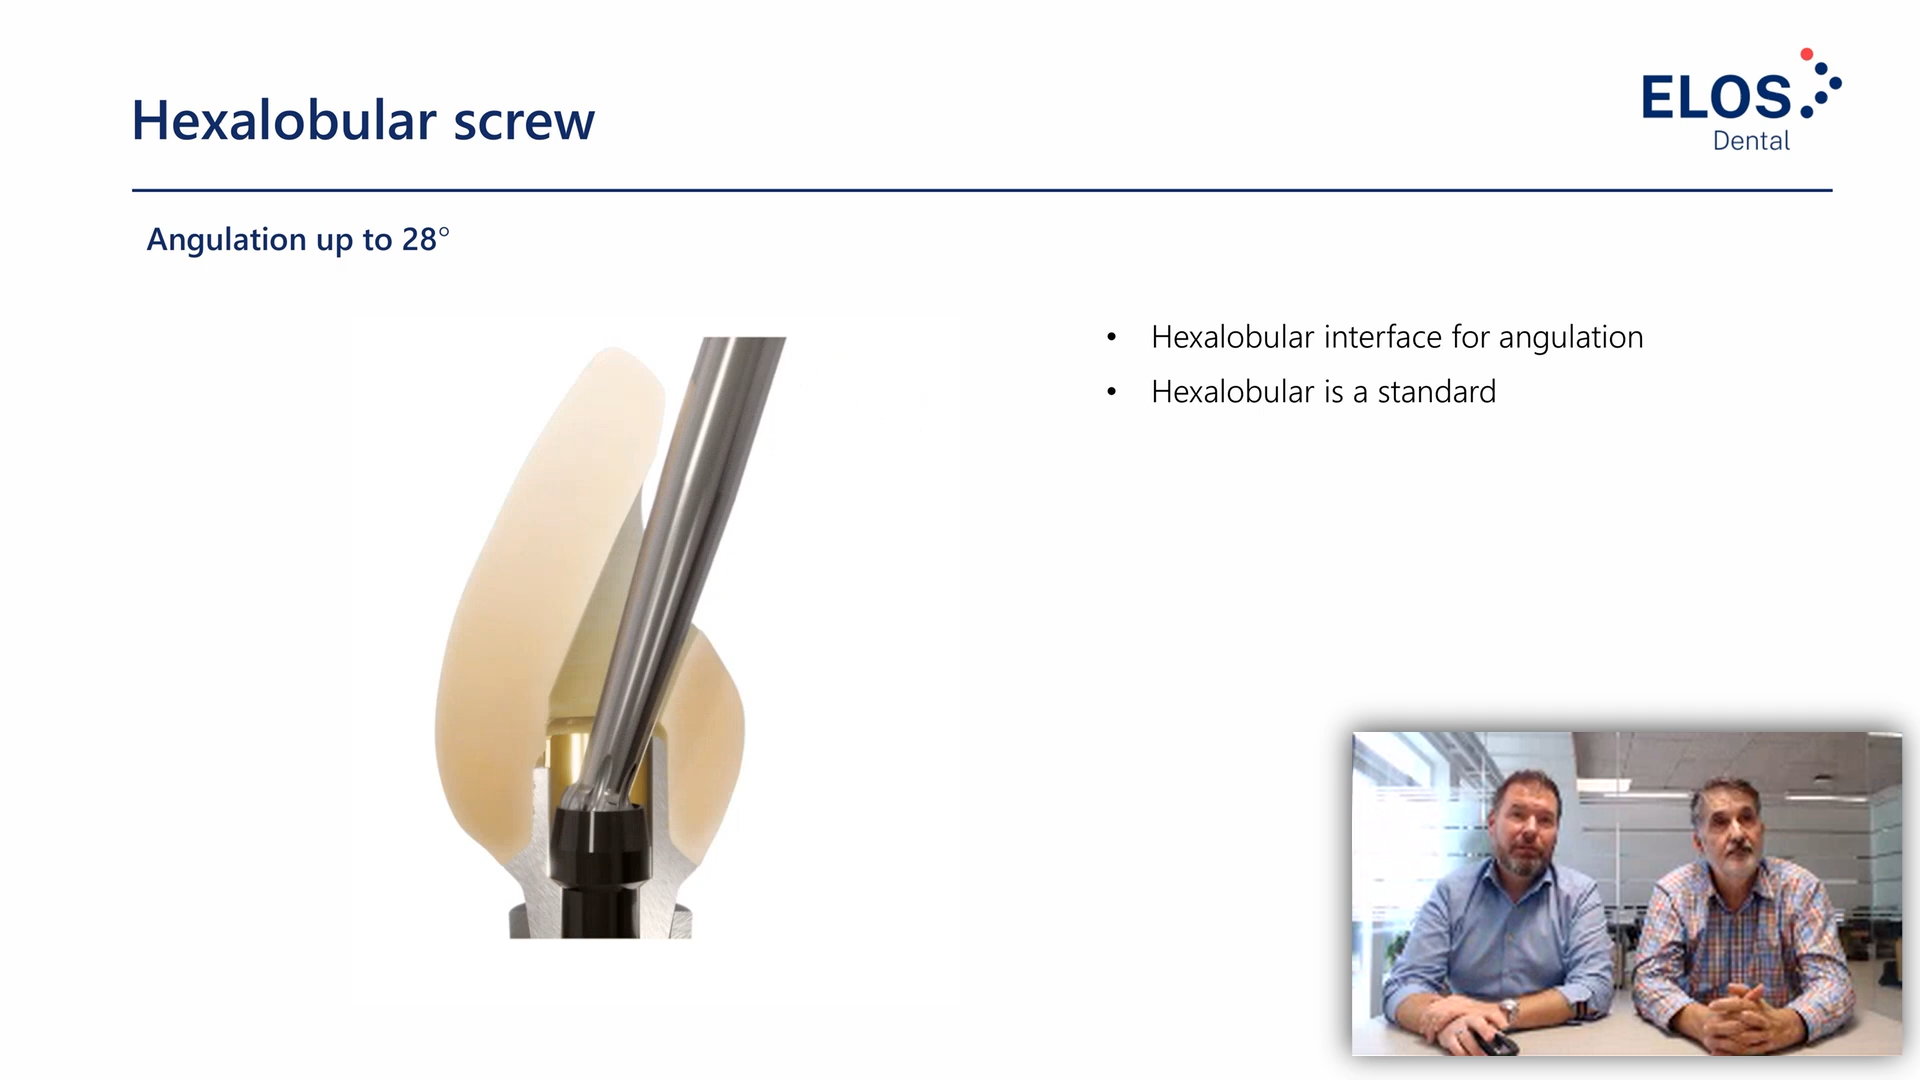 Hexalobular screw
ELOS
Dental
Angulation up to 28°
• Hexalobular interface for angulation
• Hexalobular is a standard